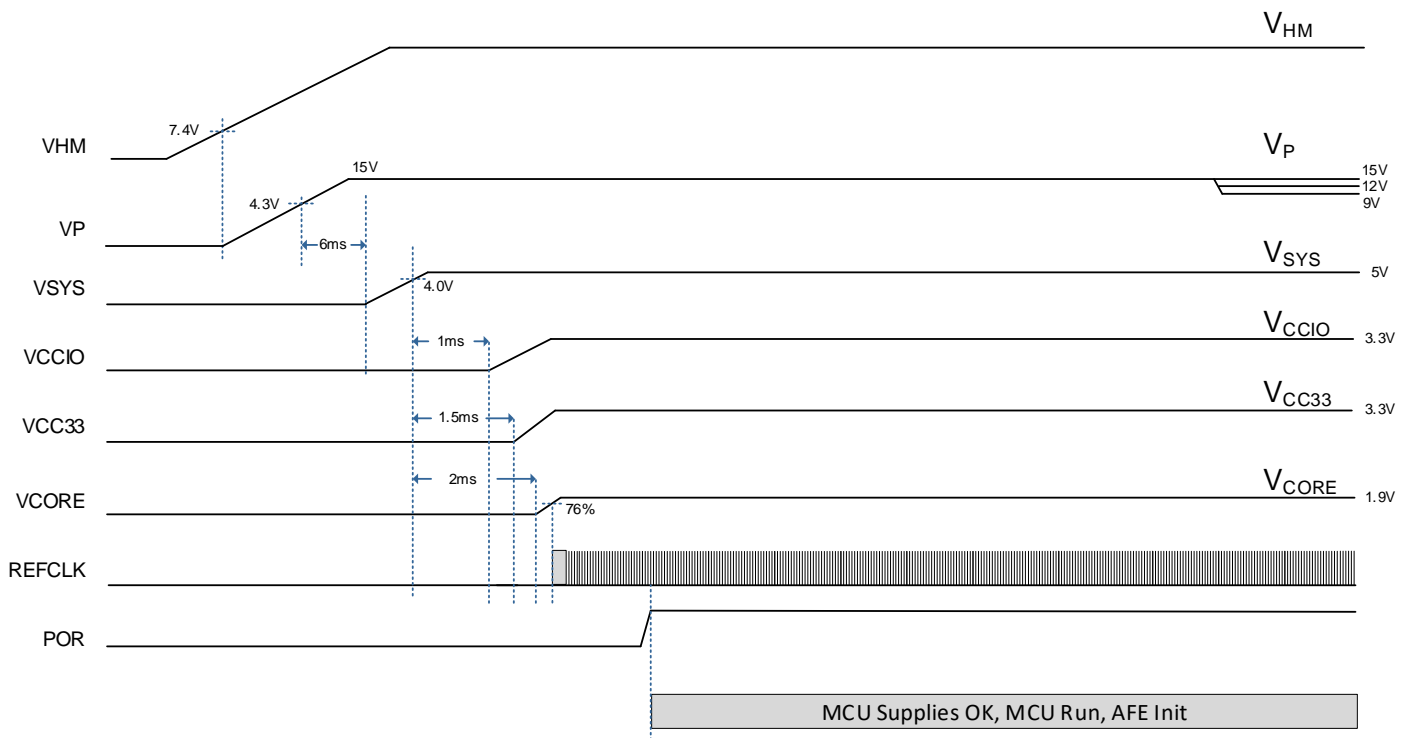 VHM
7.4V
VHM
VP
15V
15V
12V
4.3V
9V
VP
6ms
VSYS
5V
VSYS
4.0V
VCCIO
1ms
3.3V
VCCIO
VCC33
1.5ms
3.3V
VCC33
VCORE
2ms
1.9V
VCORE
76%
REFCLK
POR
MCU Supplies OK, MCU Run, AFE Init